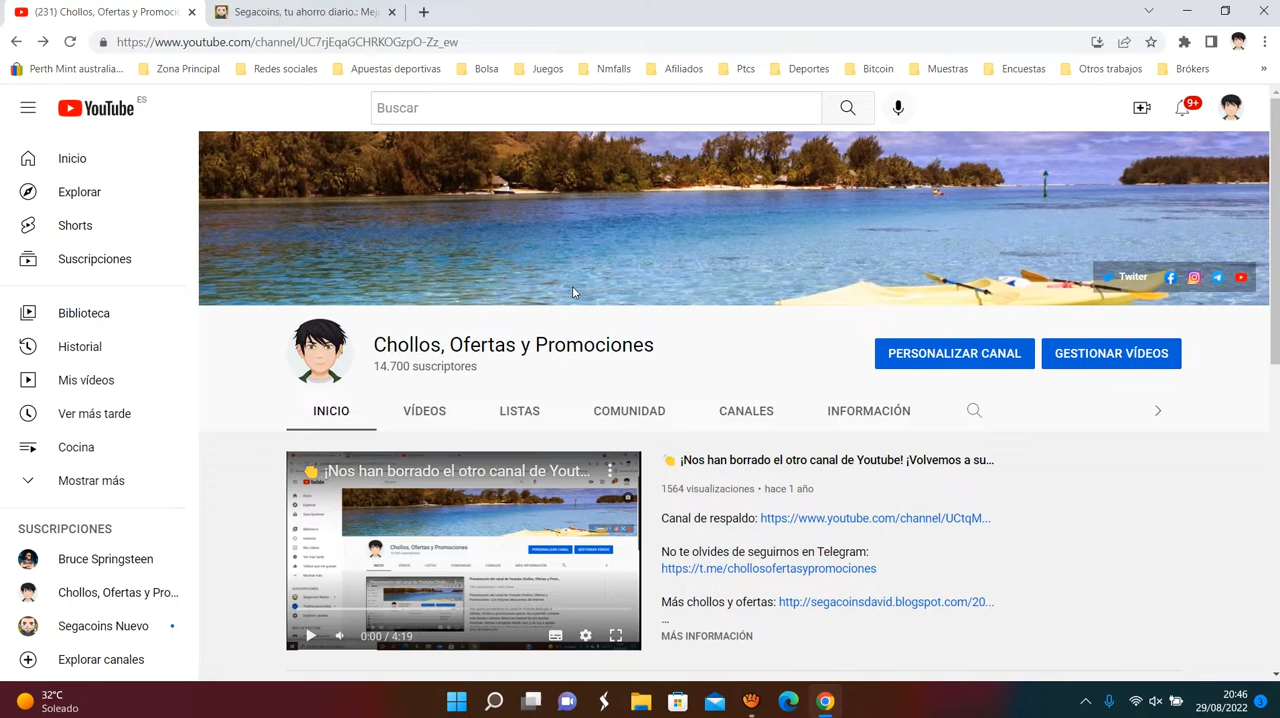 (231) Chollos, Ofertas y Promocio
Segacoins, tu ahorro diario.: Mej
https://www.youtube.com/channel/UC7rjEqaGCHRKOGzpO-Zz_ew
Perth Mint australia...
Zona Principal
Redes sociales
Apuestas deportivas
Bolsa
Juegos
Nmfalls
Afiliados
Ptcs
Deportes
Bitcoin
Muestras
Encuestas
Otros trabajos
Brókers
YouTube ES
Buscar
9+
Inicio
Explorar
Shorts
Suscripciones
Biblioteca
Historial
Mis vídeos
Ver más tarde
Cocina
Mostrar más
SUSCRIPCIONES
Bruce Springsteen
Chollos, Ofertas y Pro...
Segacoins Nuevo
Explorar canales
Twiter
Chollos, Ofertas y Promociones
14.700 suscriptores
PERSONALIZAR CANAL
GESTIONAR VÍDEOS
INICIO
VÍDEOS
LISTAS
COMUNIDAD
CANALES
INFORMACIÓN
¡Nos han borrado el otro canal de Yout...
Chollos, Ofertas y Promociones
0:00 / 4:19
¡Nos han borrado el otro canal de Youtube! ¡Volvemos a su...
1564 visualizaciones • hace 1 año
Canal de respaldo: https://www.youtube.com/channel/UCtqM...
No te olvides de seguirnos en Telegram:
https://t.me/chollosofertasypromociones
Más chollos y ofertas: http://segacoinsdavid.blogspot.com/20...
...
MÁS INFORMACIÓN
32°C
Soleado
20:46
29/08/2022
3